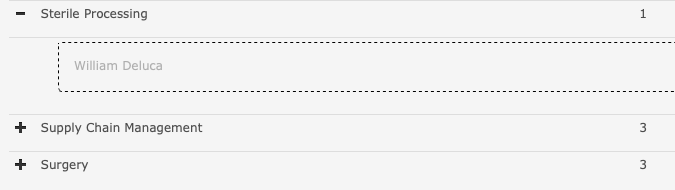 Sterile Processing 1
William Deluca
Supply Chain Management 3
Surgery 3